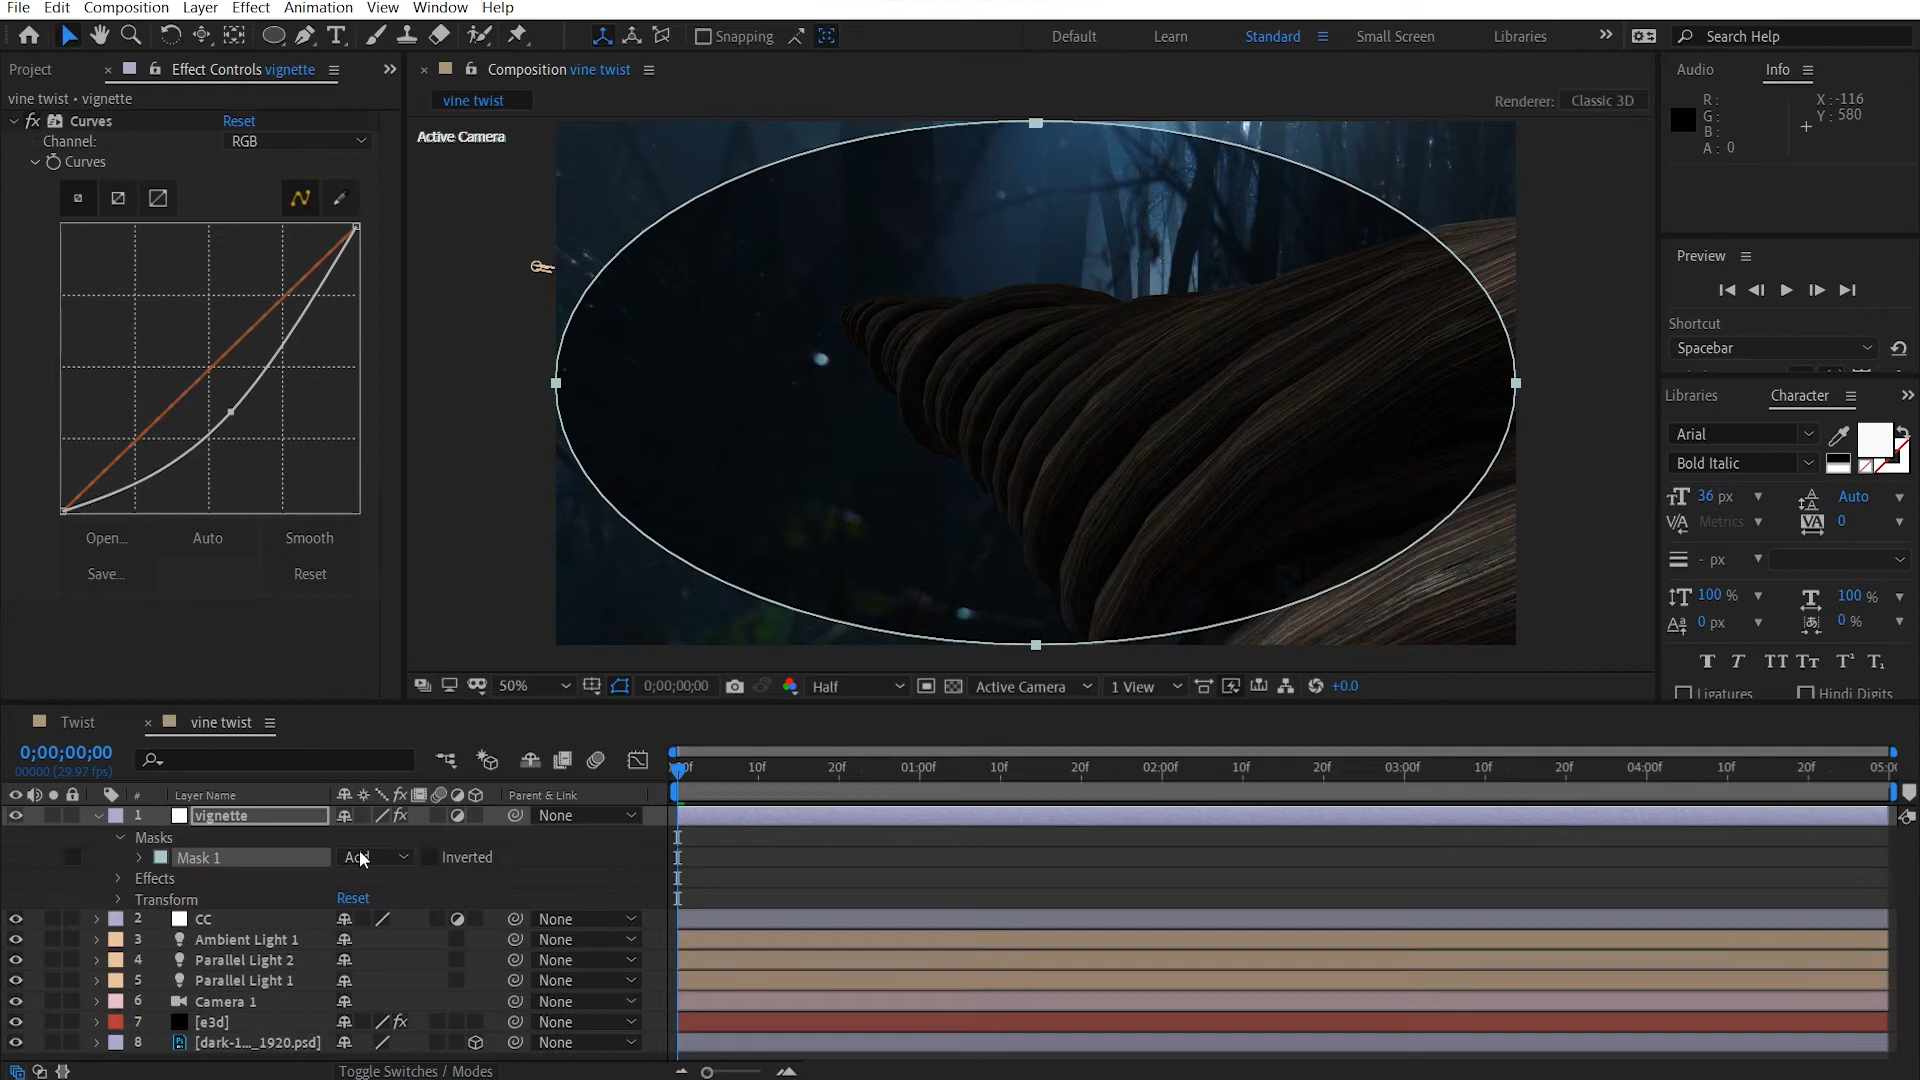 File Edit Composition Layer Effect Animation View Window Help
Snapping Default Learn Standard Small Screen Libraries Search Help
Project Effect Controls vignette
vine twist • vignette
Curves Reset
Channel: RGB
Curves
Open... Auto Smooth
Save... Reset
Composition vine twist
vine twist
Renderer: Classic 3D
Active Camera
50% 0;00;00;00 Half Active Camera 1 View +0.0
Audio Info
R: X: -116
G: Y: 580
B:
A: 0
Preview
Shortcut
Spacebar
Libraries Character
Arial
Bold Italic
36 px Auto
Metrics 0
- px
100 % 100 %
0 px 0 %
T T TT Tт T¹ T₁
Ligatures Hindi Digits
Twist vine twist
0;00;00;00
00000 (29.97 fps)
10f 20f 01:00f 10f 20f 02:00f 10f 20f 03:00f 10f 20f 04:00f 10f 20f
# Layer Name Parent & Link
1 vignette None
Masks
Mask 1 Add Inverted
Effects
Transform Reset
2 CC None
3 Ambient Light 1 None
4 Parallel Light 2 None
5 Parallel Light 1 None
6 Camera 1 None
7 [e3d] None
8 [dark-1..._1920.psd] None
Toggle Switches / Modes